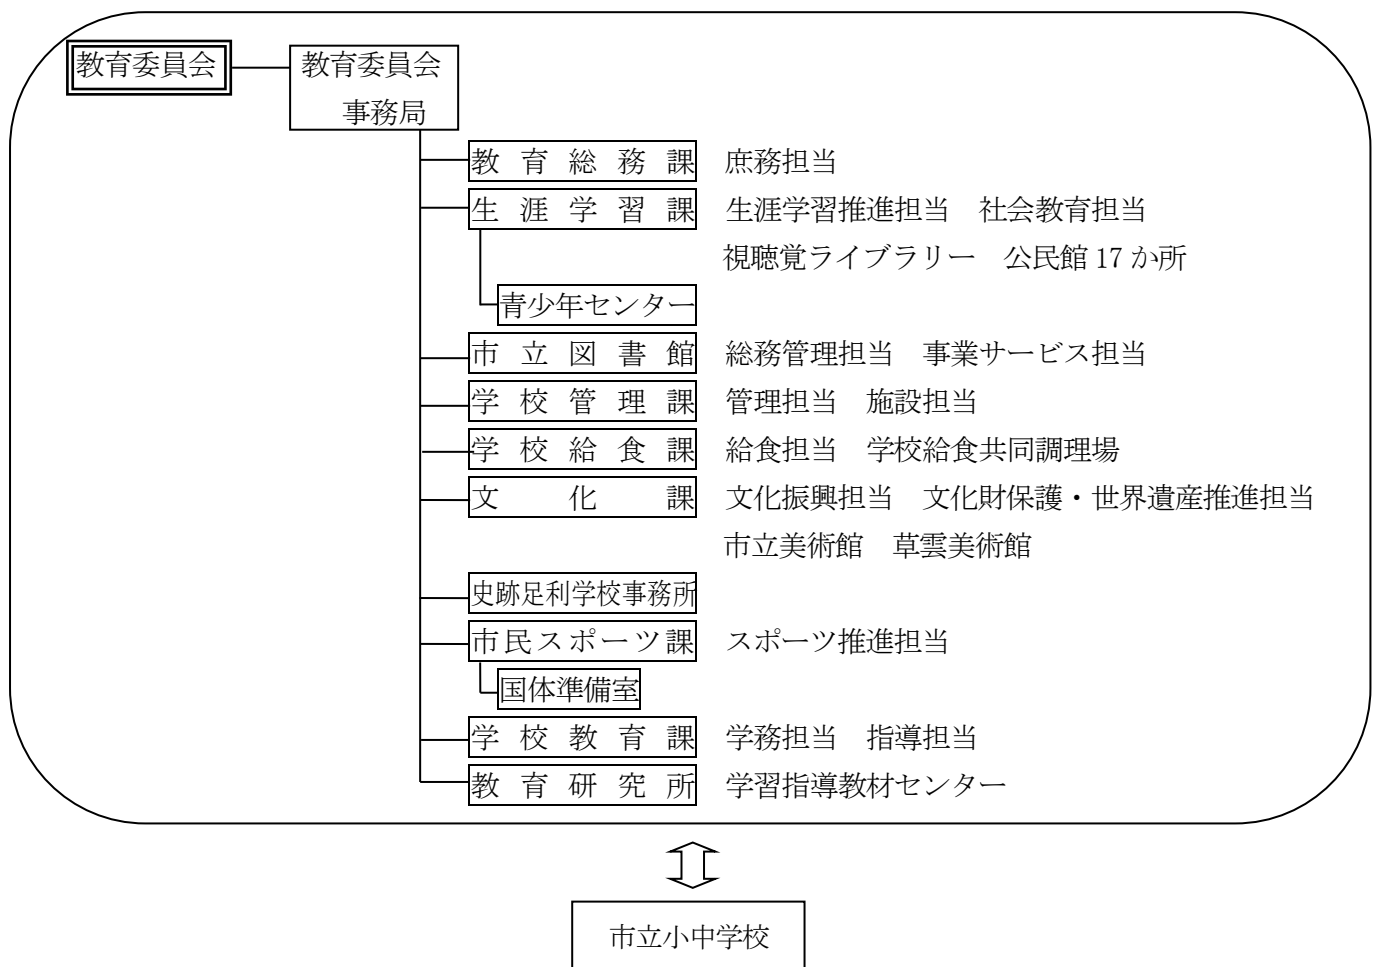 教育委員会 教育委員会
事務局
教育総務課 庶務担当
生涯学習課 生涯学習推進担当 社会教育担当
視聴覚ライブラリー 公民館17か所
青少年センター
市立図書館 総務管理担当 事業サービス担当
学校管理課 管理担当 施設担当
学校給食課 給食担当 学校給食共同調理場
文化課 文化振興担当 文化財保護・世界遺産推進担当
市立美術館 草雲美術館
史跡足利学校事務所
市民スポーツ課 スポーツ推進担当
国体準備室
学校教育課 学務担当 指導担当
教育研究所 学習指導教材センター
市立小中学校